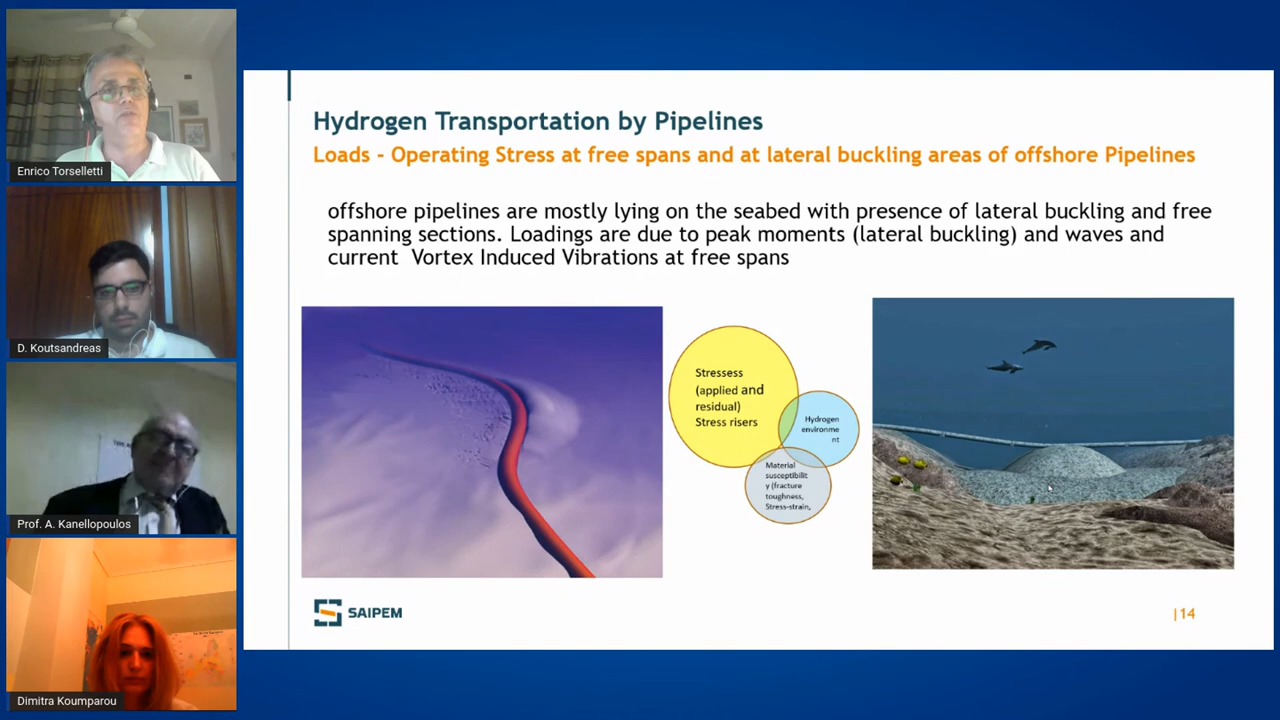 Enrico Torselletti
D. Koutsandreas
Prof. A. Kanellopoulos
Dimitra Koumparou
Hydrogen Transportation by Pipelines
Loads - Operating Stress at free spans and at lateral buckling areas of offshore Pipelines
offshore pipelines are mostly lying on the seabed with presence of lateral buckling and free
spanning sections. Loadings are due to peak moments (lateral buckling) and waves and
current Vortex Induced Vibrations at free spans
Stressess
(applied and
residual)
Stress risers
Hydrogen
environme
nt
Material
susceptibilit
y (fracture
toughness,
Stress-strain,
SAIPEM
|14